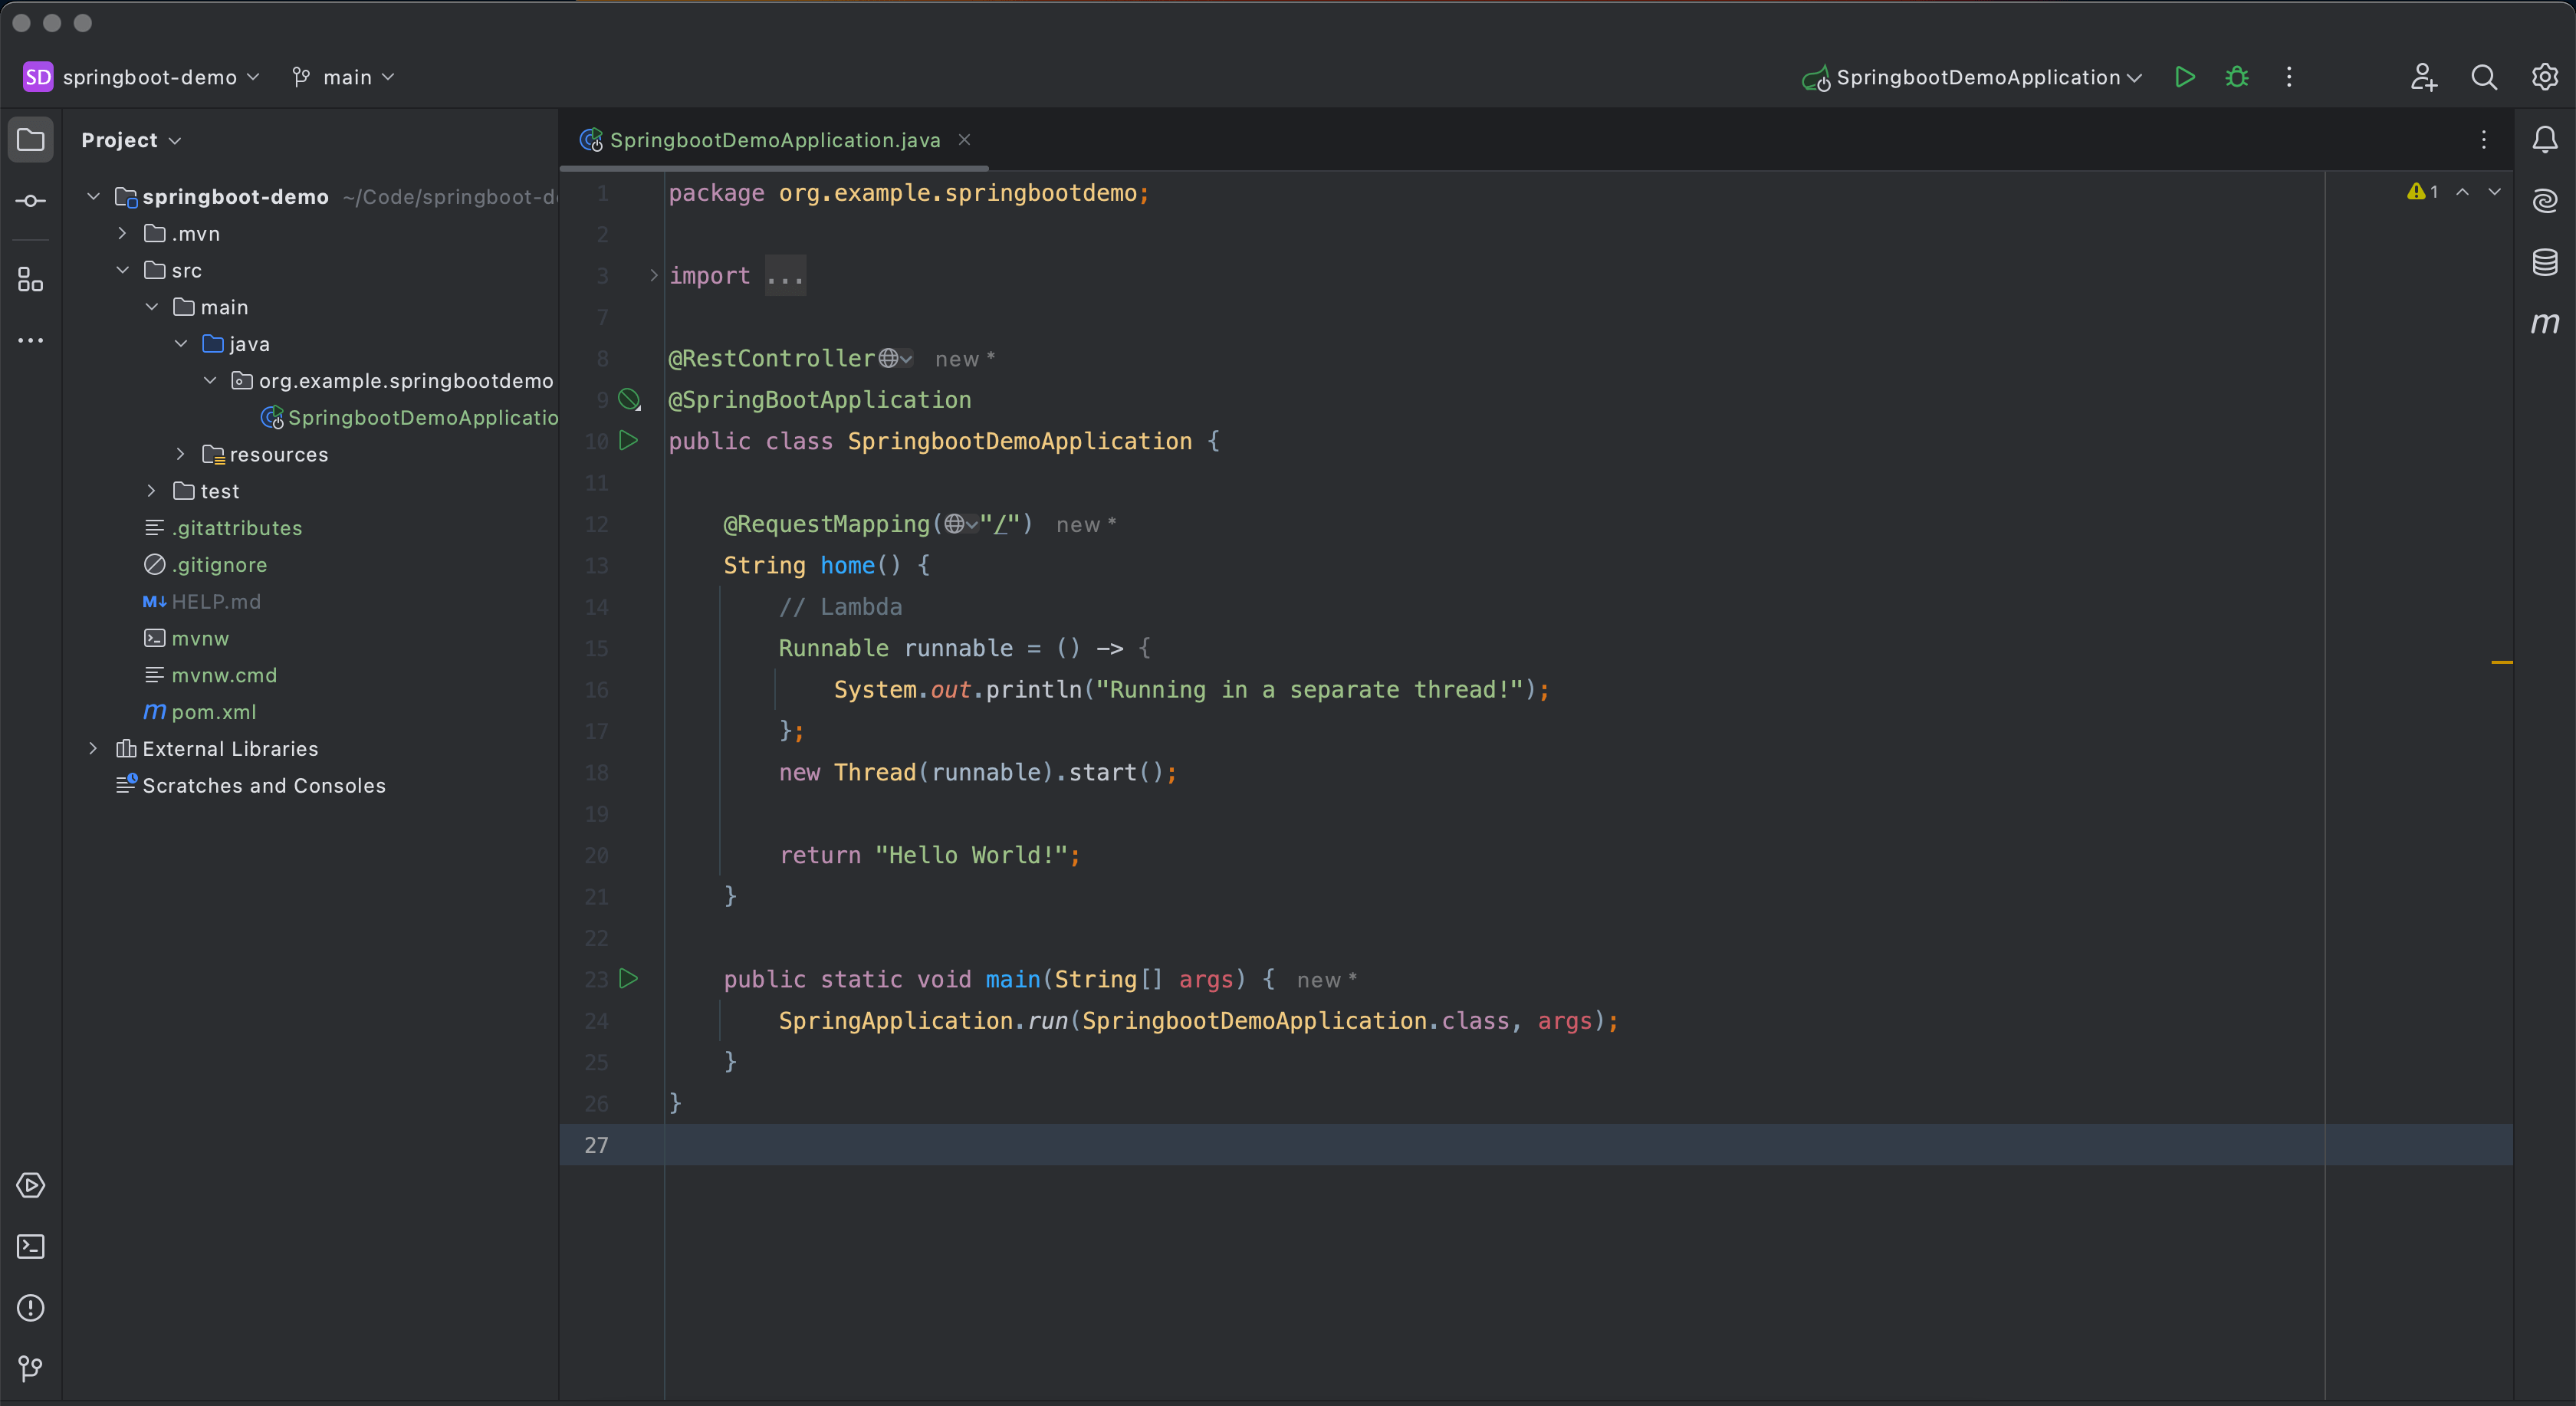 SD springboot-demo main SpringbootDemoApplication
Project
SpringbootDemoApplication.java
springboot-demo ~/Code/springboot-d
.mvn
src
main
java
org.example.springbootdemo
SpringbootDemoApplicatio
resources
test
.gitattributes
.gitignore
M↓ HELP.md
mvnw
mvnw.cmd
m pom.xml
External Libraries
Scratches and Consoles
1 package org.example.springbootdemo;
2
3 import ...
7
8 @RestController new *
9 @SpringBootApplication
10 public class SpringbootDemoApplication {
11
12 @RequestMapping("/") new *
13 String home() {
14 // Lambda
15 Runnable runnable = () -> {
16 System.out.println("Running in a separate thread!");
17 };
18 new Thread(runnable).start();
19
20 return "Hello World!";
21 }
22
23 public static void main(String[] args) { new *
24 SpringApplication.run(SpringbootDemoApplication.class, args);
25 }
26 }
27
1
m